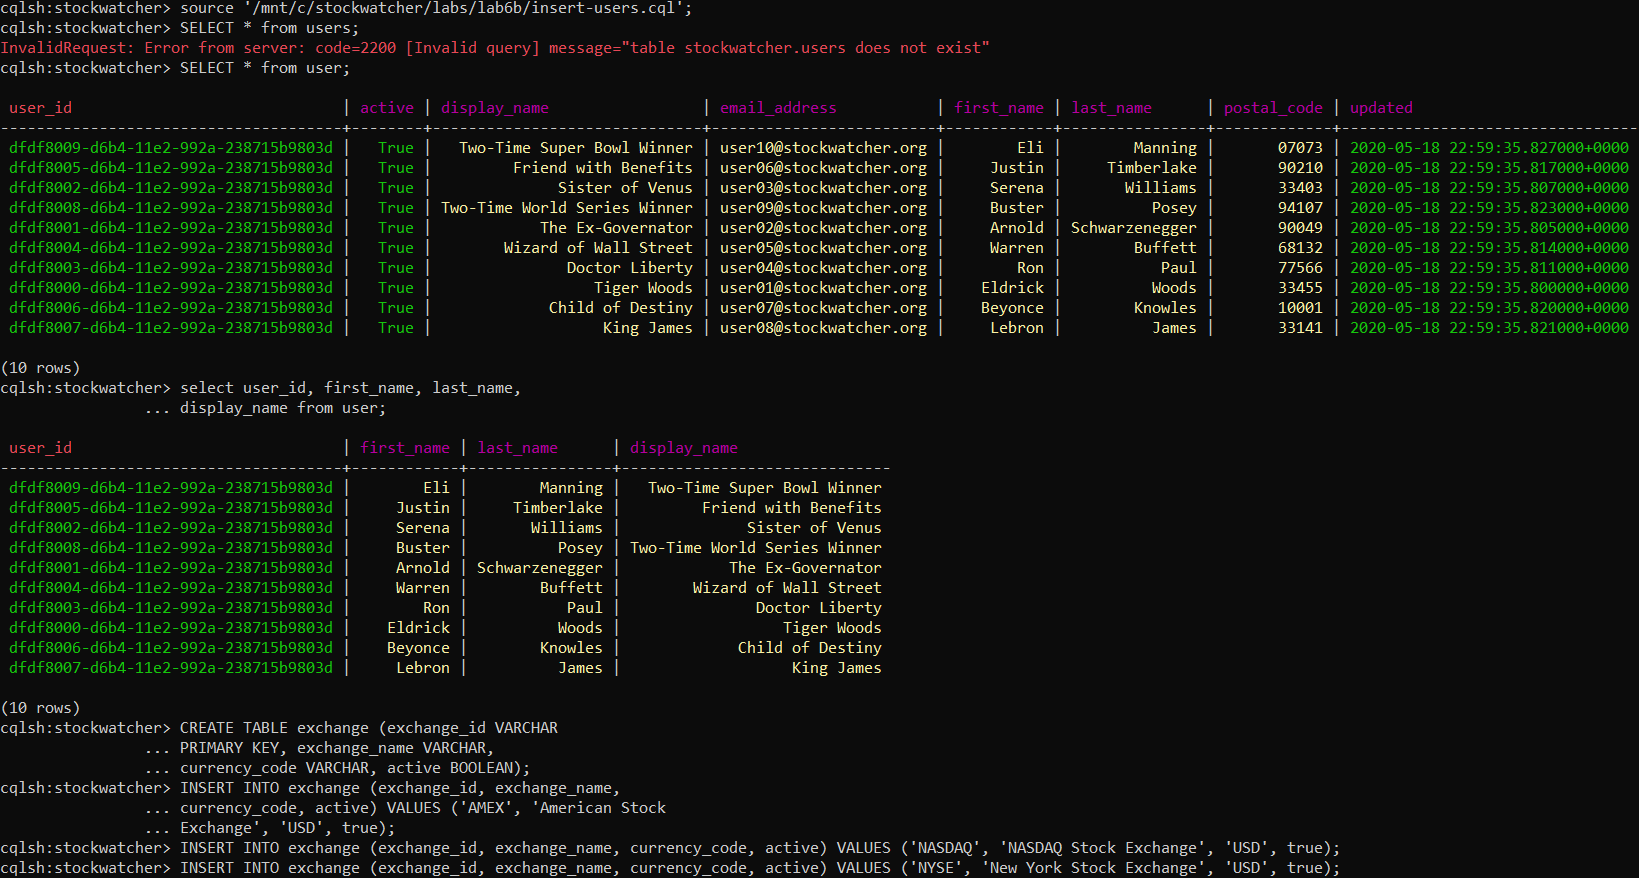 cqlsh:stockwatcher> source '/mnt/c/stockwatcher/labs/lab6b/insert-users.cql';
cqlsh:stockwatcher> SELECT * from users;
InvalidRequest: Error from server: code=2200 [Invalid query] message="table stockwatcher.users does not exist"
cqlsh:stockwatcher> SELECT * from user;
user_id | active | display_name | email_address | first_name | last_name | postal_code | updated
--------------------------------------+--------+------------------------------+-------------------------+------------+----------------+-------------+---------------------------------
dfdf8009-d6b4-11e2-992a-238715b9803d | True | Two-Time Super Bowl Winner | user10@stockwatcher.org | Eli | Manning | 07073 | 2020-05-18 22:59:35.827000+0000
dfdf8005-d6b4-11e2-992a-238715b9803d | True | Friend with Benefits | user06@stockwatcher.org | Justin | Timberlake | 90210 | 2020-05-18 22:59:35.817000+0000
dfdf8002-d6b4-11e2-992a-238715b9803d | True | Sister of Venus | user03@stockwatcher.org | Serena | Williams | 33403 | 2020-05-18 22:59:35.807000+0000
dfdf8008-d6b4-11e2-992a-238715b9803d | True | Two-Time World Series Winner | user09@stockwatcher.org | Buster | Posey | 94107 | 2020-05-18 22:59:35.823000+0000
dfdf8001-d6b4-11e2-992a-238715b9803d | True | The Ex-Governator | user02@stockwatcher.org | Arnold | Schwarzenegger | 90049 | 2020-05-18 22:59:35.805000+0000
dfdf8004-d6b4-11e2-992a-238715b9803d | True | Wizard of Wall Street | user05@stockwatcher.org | Warren | Buffett | 68132 | 2020-05-18 22:59:35.814000+0000
dfdf8003-d6b4-11e2-992a-238715b9803d | True | Doctor Liberty | user04@stockwatcher.org | Ron | Paul | 77566 | 2020-05-18 22:59:35.811000+0000
dfdf8000-d6b4-11e2-992a-238715b9803d | True | Tiger Woods | user01@stockwatcher.org | Eldrick | Woods | 33455 | 2020-05-18 22:59:35.800000+0000
dfdf8006-d6b4-11e2-992a-238715b9803d | True | Child of Destiny | user07@stockwatcher.org | Beyonce | Knowles | 10001 | 2020-05-18 22:59:35.820000+0000
dfdf8007-d6b4-11e2-992a-238715b9803d | True | King James | user08@stockwatcher.org | Lebron | James | 33141 | 2020-05-18 22:59:35.821000+0000
(10 rows)
cqlsh:stockwatcher> select user_id, first_name, last_name,
... display_name from user;
user_id | first_name | last_name | display_name
--------------------------------------+------------+----------------+------------------------------
dfdf8009-d6b4-11e2-992a-238715b9803d | Eli | Manning | Two-Time Super Bowl Winner
dfdf8005-d6b4-11e2-992a-238715b9803d | Justin | Timberlake | Friend with Benefits
dfdf8002-d6b4-11e2-992a-238715b9803d | Serena | Williams | Sister of Venus
dfdf8008-d6b4-11e2-992a-238715b9803d | Buster | Posey | Two-Time World Series Winner
dfdf8001-d6b4-11e2-992a-238715b9803d | Arnold | Schwarzenegger | The Ex-Governator
dfdf8004-d6b4-11e2-992a-238715b9803d | Warren | Buffett | Wizard of Wall Street
dfdf8003-d6b4-11e2-992a-238715b9803d | Ron | Paul | Doctor Liberty
dfdf8000-d6b4-11e2-992a-238715b9803d | Eldrick | Woods | Tiger Woods
dfdf8006-d6b4-11e2-992a-238715b9803d | Beyonce | Knowles | Child of Destiny
dfdf8007-d6b4-11e2-992a-238715b9803d | Lebron | James | King James
(10 rows)
cqlsh:stockwatcher> CREATE TABLE exchange (exchange_id VARCHAR
... PRIMARY KEY, exchange_name VARCHAR,
... currency_code VARCHAR, active BOOLEAN);
cqlsh:stockwatcher> INSERT INTO exchange (exchange_id, exchange_name,
... currency_code, active) VALUES ('AMEX', 'American Stock
... Exchange', 'USD', true);
cqlsh:stockwatcher> INSERT INTO exchange (exchange_id, exchange_name, currency_code, active) VALUES ('NASDAQ', 'NASDAQ Stock Exchange', 'USD', true);
cqlsh:stockwatcher> INSERT INTO exchange (exchange_id, exchange_name, currency_code, active) VALUES ('NYSE', 'New York Stock Exchange', 'USD', true);